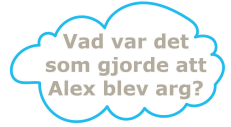 Vad var det
som gjorde att
Alex blev arg?